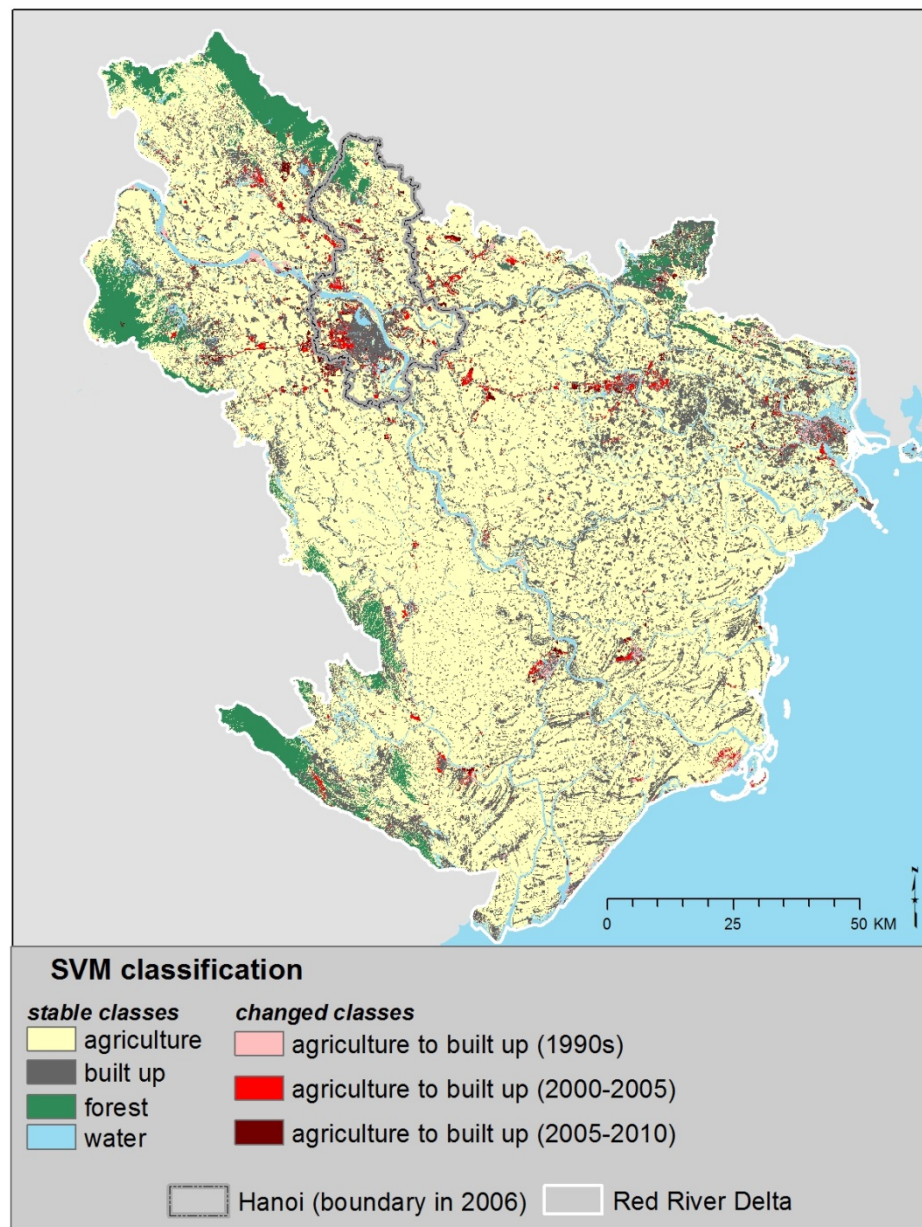 N
0 25 50 KM
SVM classification
stable classes
changed classes
agriculture
built up
forest
water
agriculture to built up (1990s)
agriculture to built up (2000-2005)
agriculture to built up (2005-2010)
Hanoi (boundary in 2006)
Red River Delta